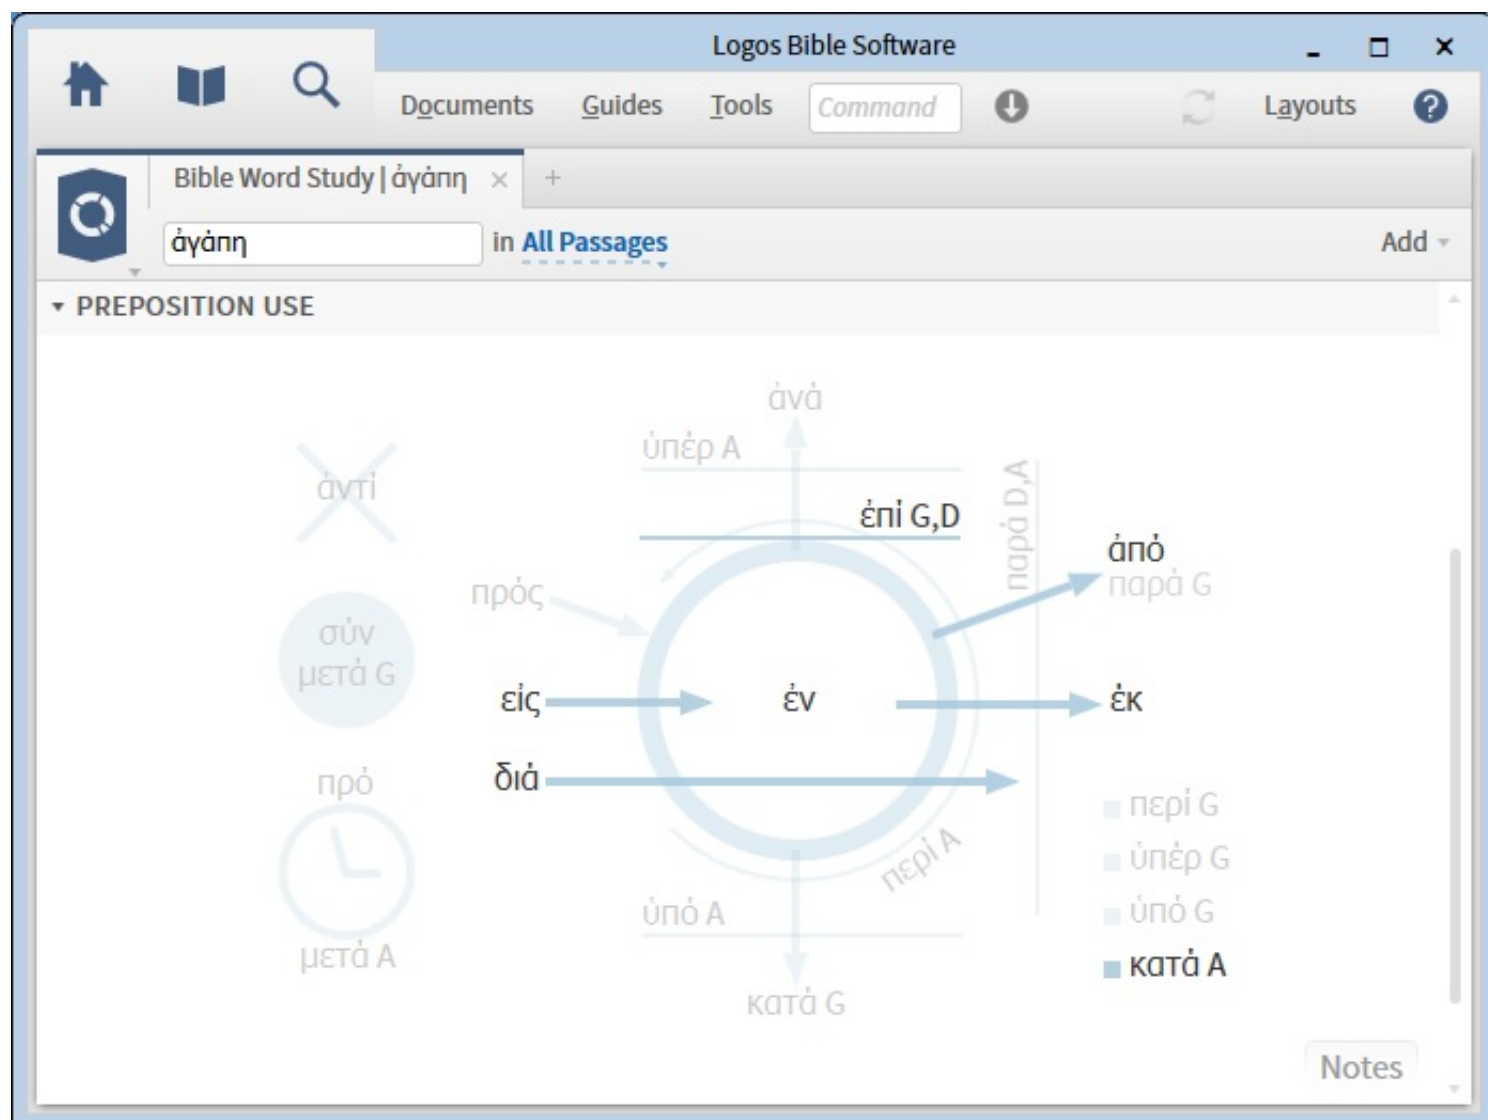 Logos Bible Software
Documents Guides Tools Command Layouts
Bible Word Study | ἀγάπη
ἀγάπη in All Passages Add
PREPOSITION USE
ἀνά
ὑπέρ A
ἀντί
ἐπί G,D
παρά D,A
ἀπό
παρά G
πρός
σύν
μετά G
εἰς
ἐν
ἐκ
διά
πρό
περί G
περί A
ὑπέρ G
ὑπό A
ὑπό G
μετά A
κατά A
κατά G
Notes